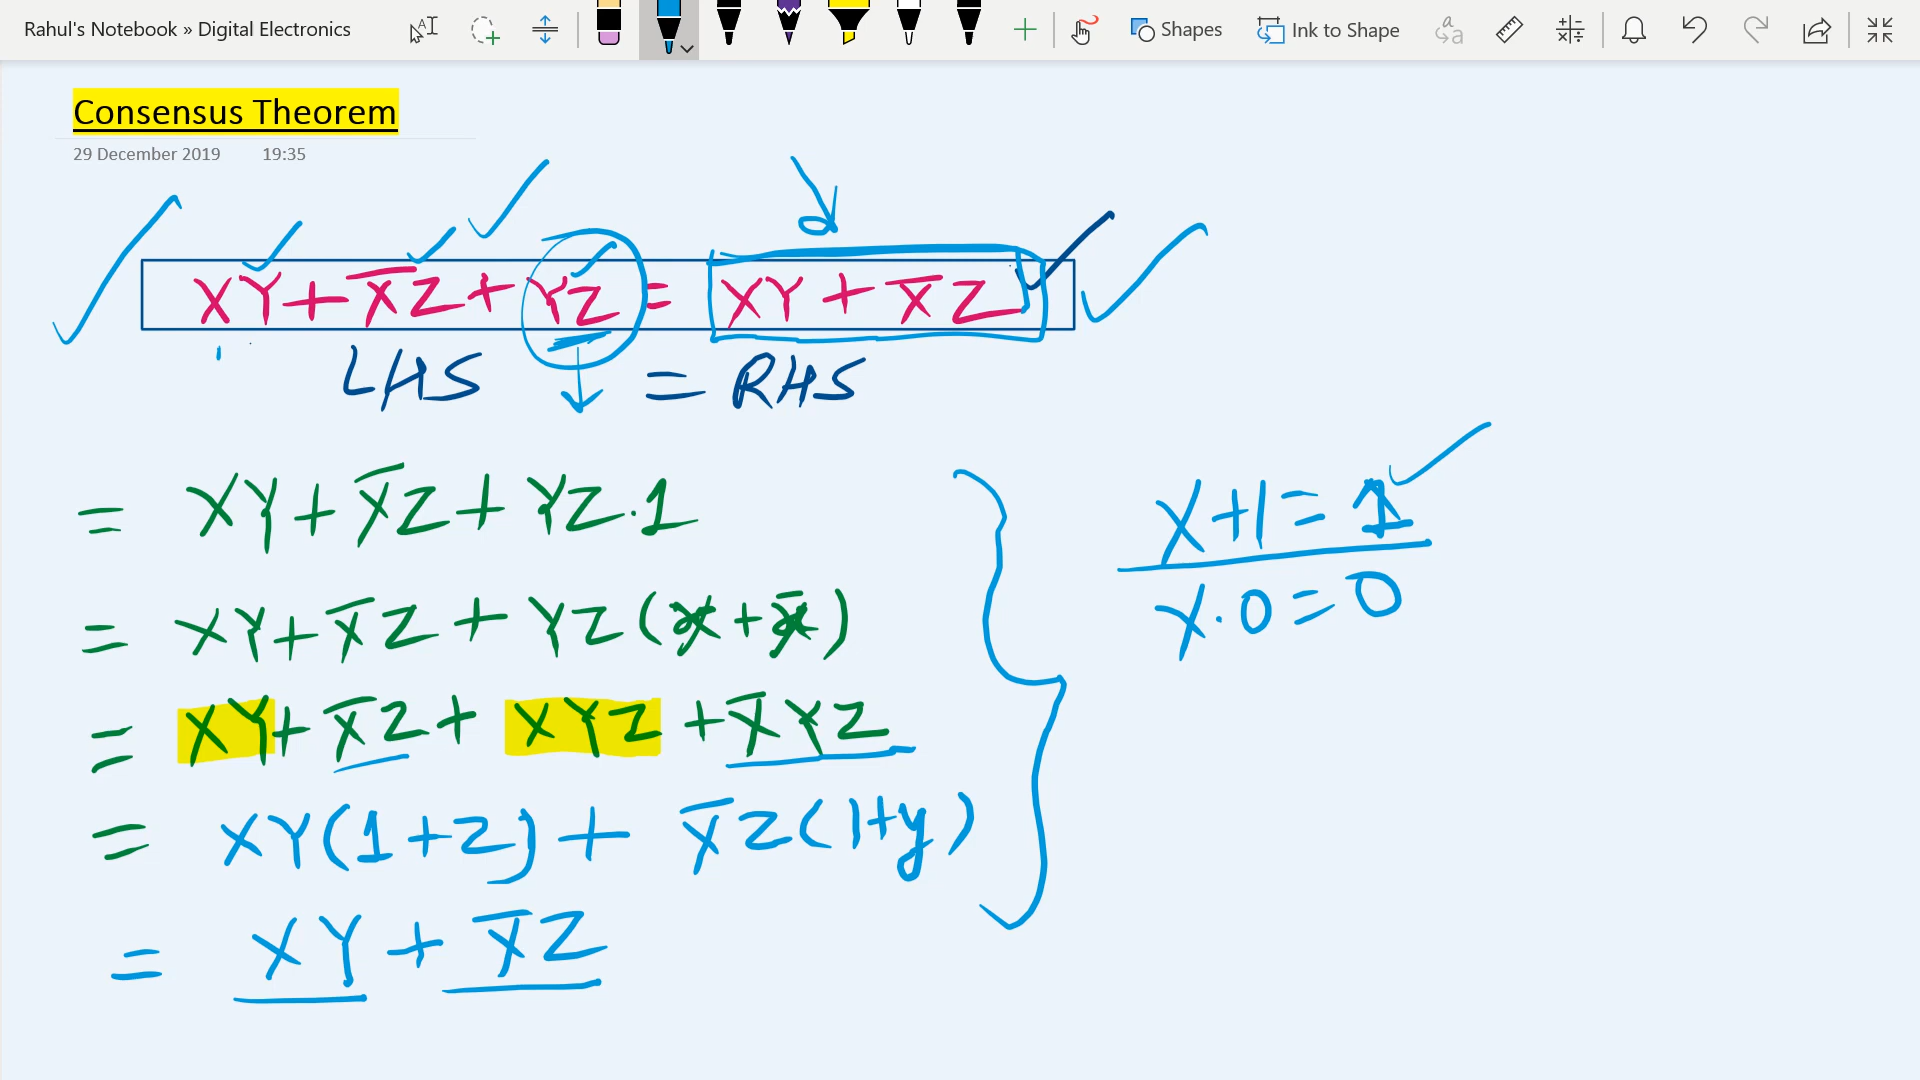 Rahul's Notebook » Digital Electronics
Shapes
Ink to Shape
Consensus Theorem
29 December 2019 19:35
XY + X̅Z + YZ = XY + X̅Z
LHS = RHS
= XY + X̅Z + YZ·1
= XY + X̅Z + YZ(X + X̅)
= XY + X̅Z + XYZ + X̅YZ
= XY(1+Z) + X̅Z(1+y)
= XY + X̅Z
X+1=1
X·0=0